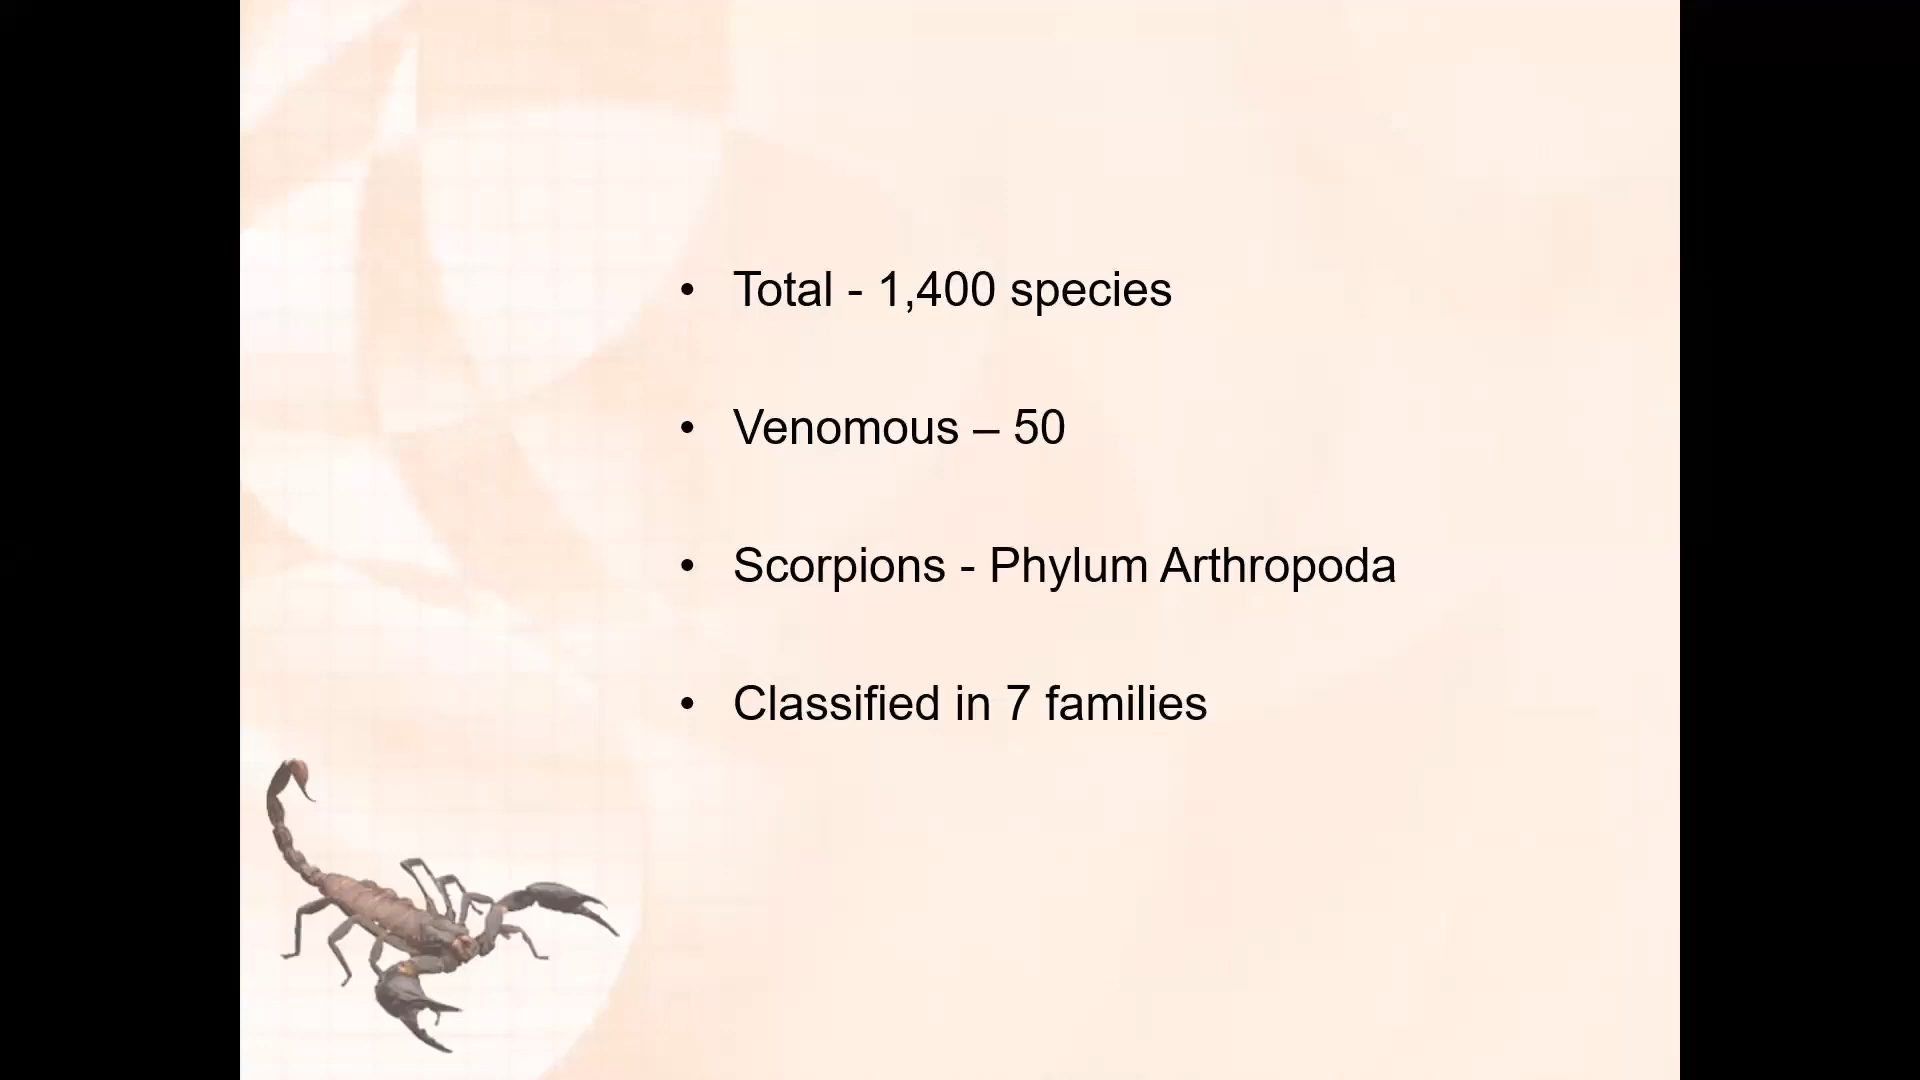 • Total - 1,400 species
• Venomous – 50
• Scorpions - Phylum Arthropoda
• Classified in 7 families